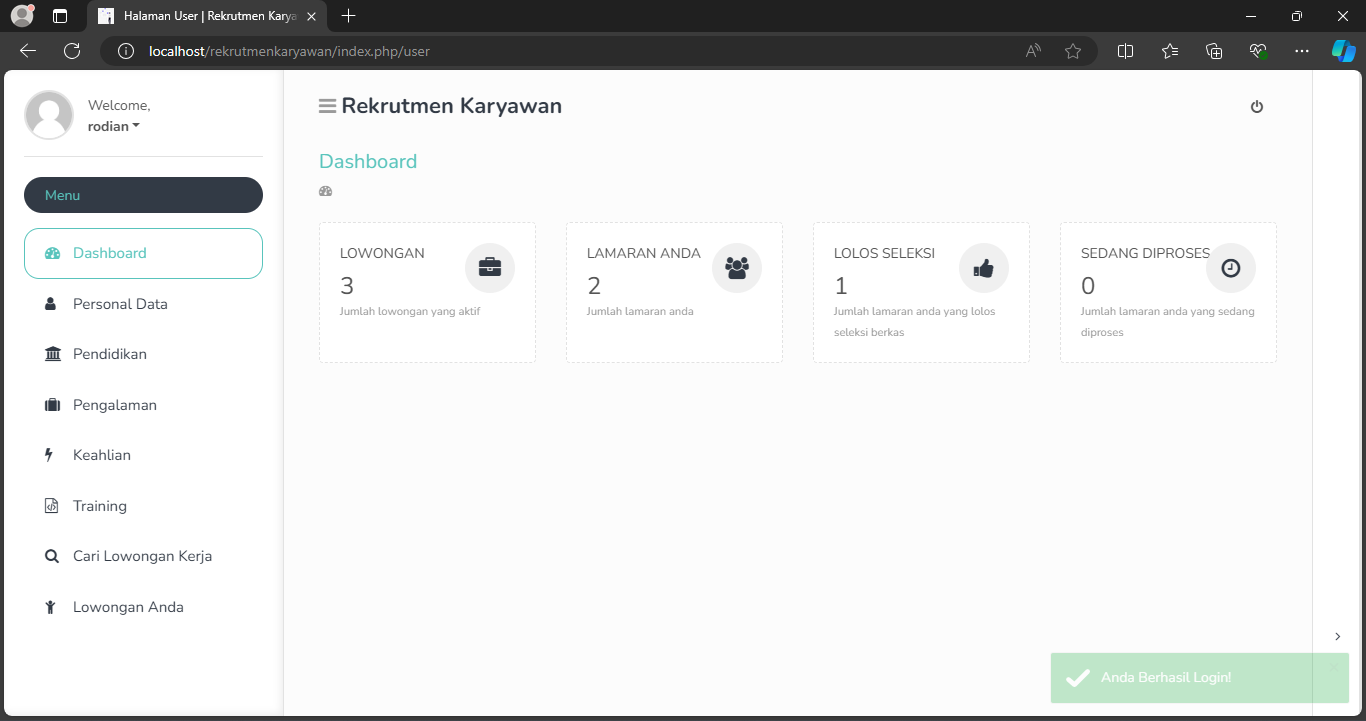 Halaman User | Rekrutmen Karya
localhost/rekrutmenkaryawan/index.php/user
Welcome,
rodian
Menu
Dashboard
Personal Data
Pendidikan
Pengalaman
Keahlian
Training
Cari Lowongan Kerja
Lowongan Anda
Rekrutmen Karyawan
Dashboard
LOWONGAN
3
Jumlah lowongan yang aktif
LAMARAN ANDA
2
Jumlah lamaran anda
LOLOS SELEKSI
1
Jumlah lamaran anda yang lolos
seleksi berkas
SEDANG DIPROSES
0
Jumlah lamaran anda yang sedang
diproses
Anda Berhasil Login!